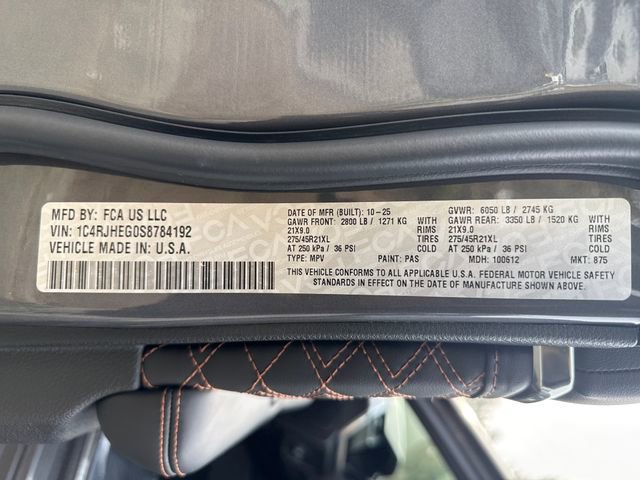 MFD BY: FCA US LLC
VIN: 1C4RJHEG0S8784192
VEHICLE MADE IN: U.S.A.
DATE OF MFR (BUILT): 10-25 GVWR: 6050 LB / 2745 KG
GAWR FRONT: 2800 LB / 1271 KG WITH GAWR REAR: 3350 LB / 1520 KG WITH
21X9.0 RIMS 21X9.0 RIMS
275/45R21XL TIRES 275/45R21XL TIRES
AT 250 kPa / 36 PSI COLD AT 250 kPa / 36 PSI COLD
TYPE: MPV PAINT: PAS MDH: 100612 MKT: 875
THIS VEHICLE CONFORMS TO ALL APPLICABLE U.S.A. FEDERAL MOTOR VEHICLE SAFETY
STANDARDS IN EFFECT ON THE DATE OF MANUFACTURE SHOWN ABOVE.